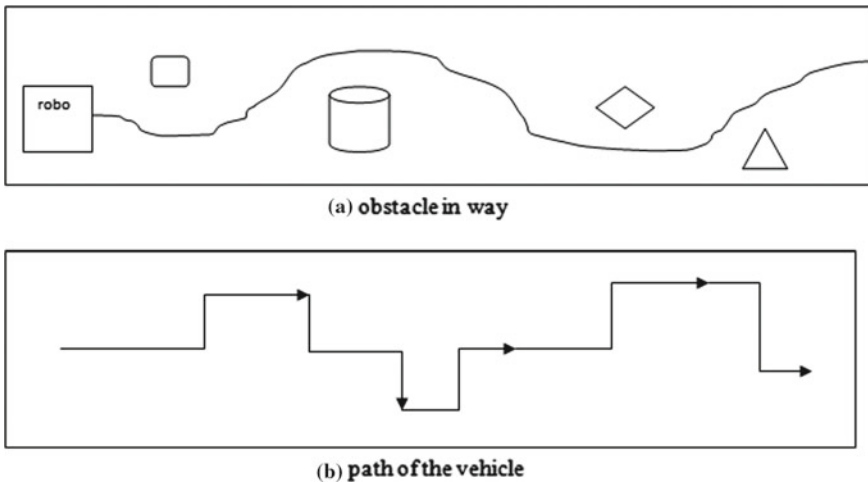 robo
(a) obstacle in way
(b) path of the vehicle